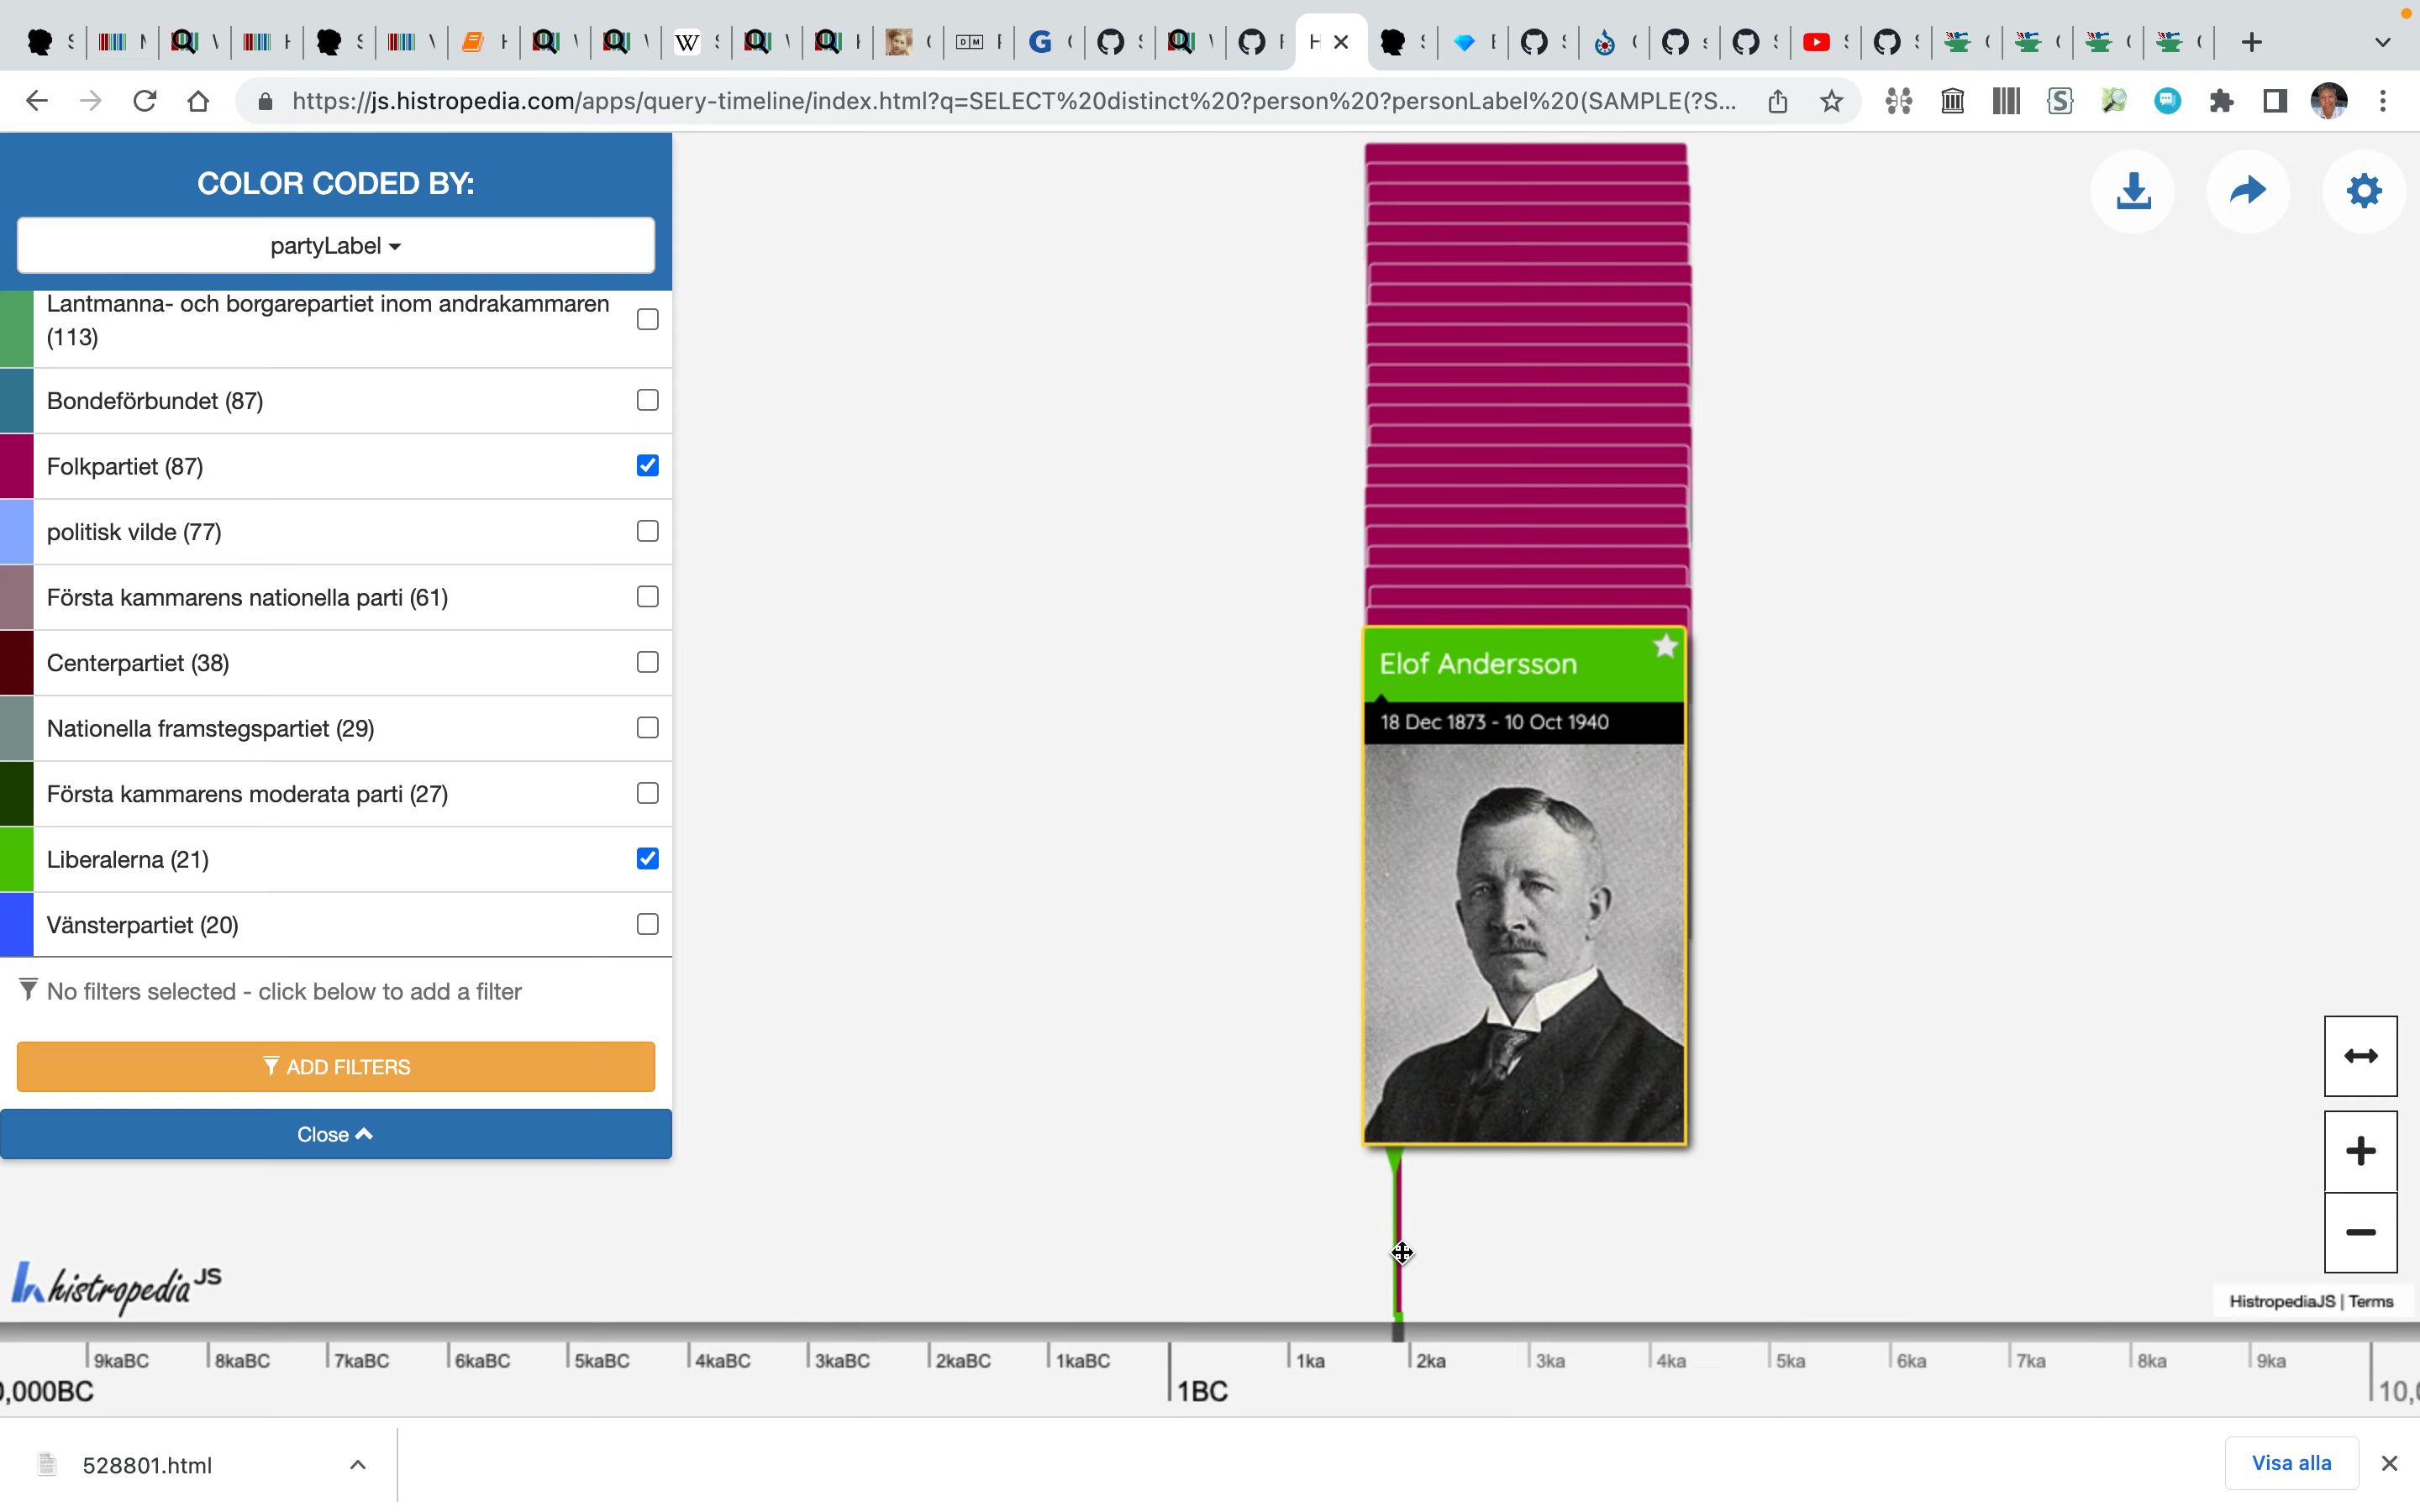 https://js.histropedia.com/apps/query-timeline/index.html?q=SELECT%20distinct%20?person%20?personLabel%20(SAMPLE(?S...
COLOR CODED BY:
partyLabel
Lantmanna- och borgarepartiet inom andrakammaren
(113)
Bondeförbundet (87)
Folkpartiet (87)
politisk vilde (77)
Första kammarens nationella parti (61)
Centerpartiet (38)
Nationella framstegspartiet (29)
Första kammarens moderata parti (27)
Liberalerna (21)
Vänsterpartiet (20)
No filters selected - click below to add a filter
ADD FILTERS
Close
Elof Andersson
18 Dec 1873 - 10 Oct 1940
histropedia JS
HistropediaJS | Terms
9kaBC 8kaBC 7kaBC 6kaBC 5kaBC 4kaBC 3kaBC 2kaBC 1kaBC 1ka 2ka 3ka 4ka 5ka 6ka 7ka 8ka 9ka
,000BC 1BC 10,
528801.html
Visa alla